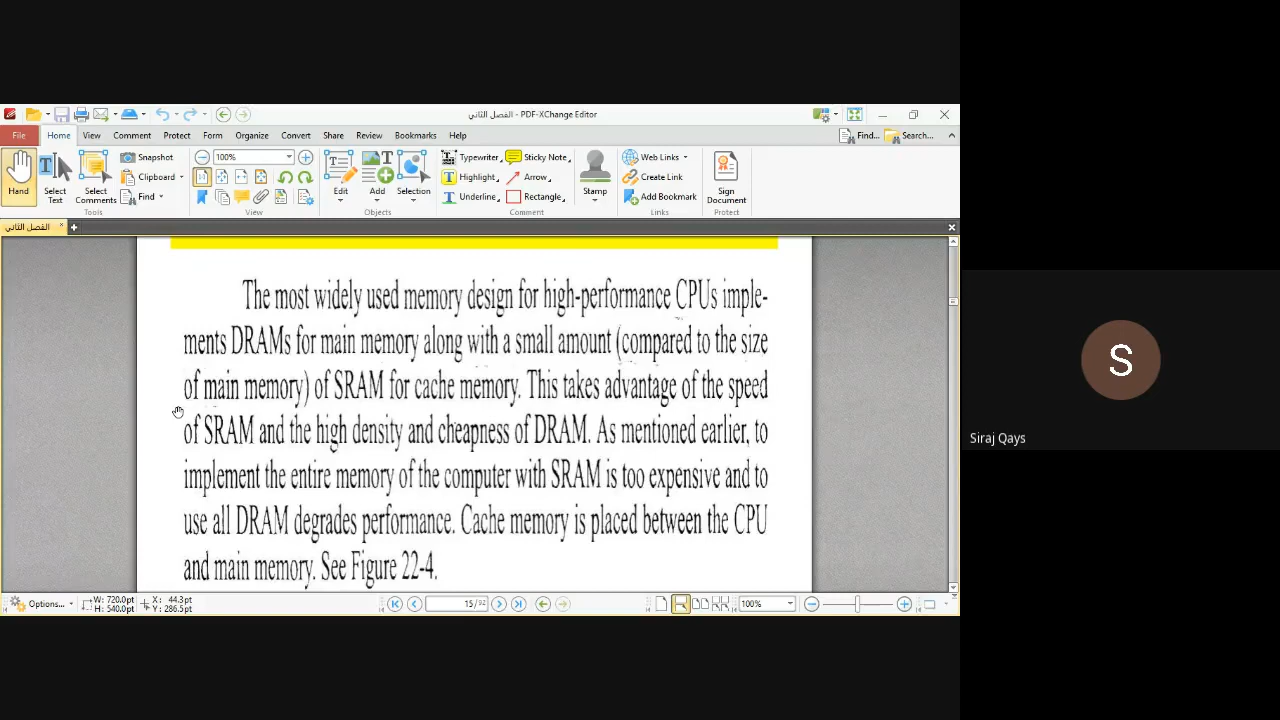 الفصل الثاني - PDF-XChange Editor
File Home View Comment Protect Form Organize Convert Share Review Bookmarks Help
Find... Search...
Hand
Select Text
Select Comments
Snapshot
Clipboard
Find
Tools
100%
View
Edit
Add
Selection
Objects
Typewriter
Highlight
Underline
Sticky Note
Arrow
Rectangle
Stamp
Comment
Web Links
Create Link
Add Bookmark
Links
Sign Document
Protect
الفصل الثاني
The most widely used memory design for high-performance CPUs imple-
ments DRAMs for main memory along with a small amount (compared to the size
of main memory) of SRAM for cache memory. This takes advantage of the speed
of SRAM and the high density and cheapness of DRAM. As mentioned earlier, to
implement the entire memory of the computer with SRAM is too expensive and to
use all DRAM degrades performance. Cache memory is placed between the CPU
and main memory. See Figure 22-4.
Options...
W: 720.0pt
H: 540.0pt
X: 44.3pt
Y: 286.5pt
15 / 92
100%
S
Siraj Qays